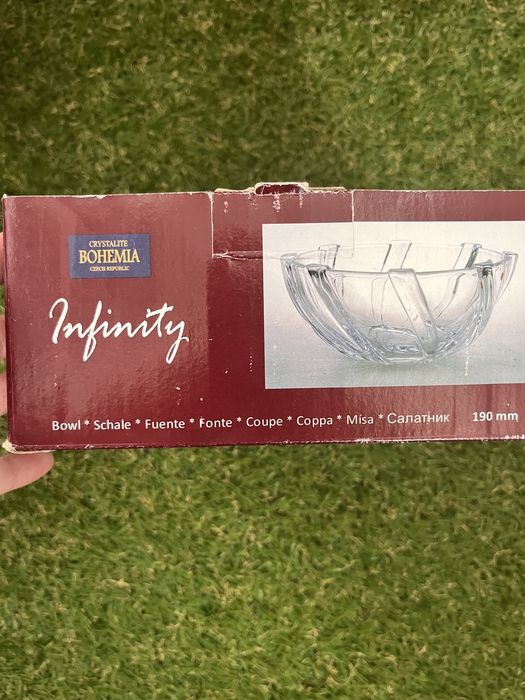 CRYSTALITE
BOHEMIA
CZECH REPUBLIC
Infinity
Bowl * Schale * Fuente * Fonte * Coupe * Coppa * Misa * Салатник 190 mm